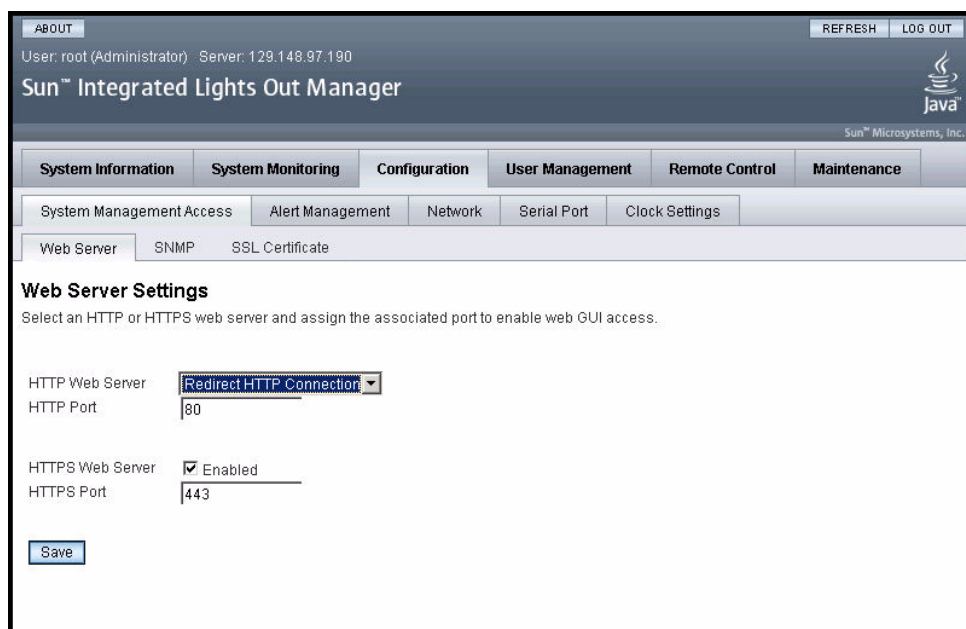 ABOUT REFRESH LOG OUT
User: root (Administrator) Server: 129.148.97.190
Sun™ Integrated Lights Out Manager
Java™
Sun™ Microsystems, Inc.
System Information System Monitoring Configuration User Management Remote Control Maintenance
System Management Access Alert Management Network Serial Port Clock Settings
Web Server SNMP SSL Certificate
Web Server Settings
Select an HTTP or HTTPS web server and assign the associated port to enable web GUI access.
HTTP Web Server Redirect HTTP Connection
HTTP Port 80
HTTPS Web Server Enabled
HTTPS Port 443
Save